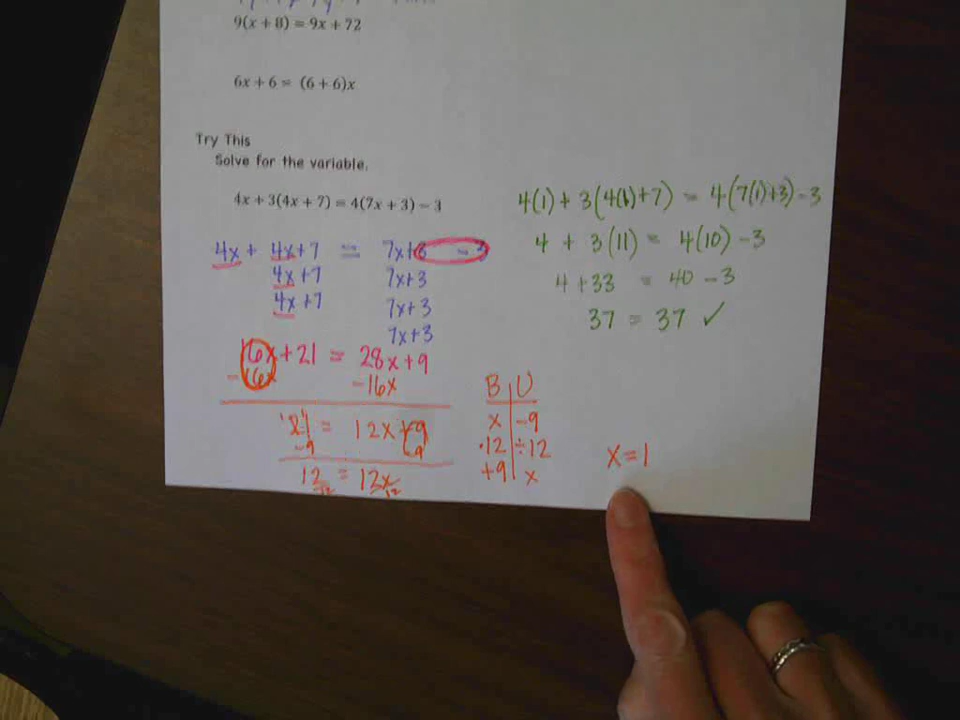 9(x + 8) = 9x + 72
6x + 6 = (6 + 6)x
Try This
Solve for the variable.
4x + 3(4x + 7) = 4(7x + 3) – 3
4x + 4x+7 = 7x+3 -3
4x+7 7x+3
4x+7 7x+3
7x+3
16x+21 = 28x+9
-16x -16x
21 = 12x+9
-9 -9
12 = 12x
12 12
4(1) + 3(4(1)+7) = 4(7(1)+3)-3
4 + 3(11) = 4(10) -3
4 +33 = 40 -3
37 = 37 ✓
B U
x -9
·12 ÷12
+9 x
x=1